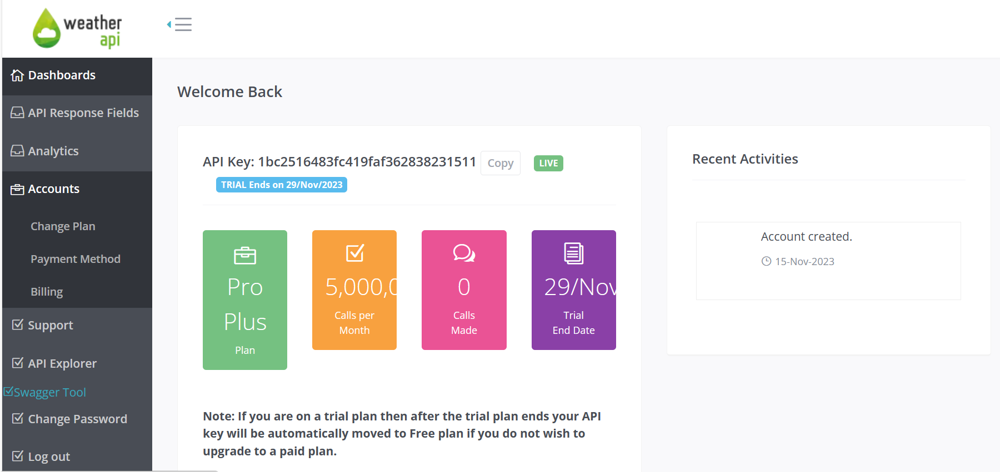 weather
api
Dashboards
API Response Fields
Analytics
Accounts
Change Plan
Payment Method
Billing
Support
API Explorer
Swagger Tool
Change Password
Log out
Welcome Back
API Key: 1bc2516483fc419faf362838231511 Copy LIVE
TRIAL Ends on 29/Nov/2023
Pro
Plus
Plan
5,000,0
Calls per
Month
0
Calls
Made
29/Nov
Trial
End Date
Note: If you are on a trial plan then after the trial plan ends your API
key will be automatically moved to Free plan if you do not wish to
upgrade to a paid plan.
Recent Activities
Account created.
15-Nov-2023